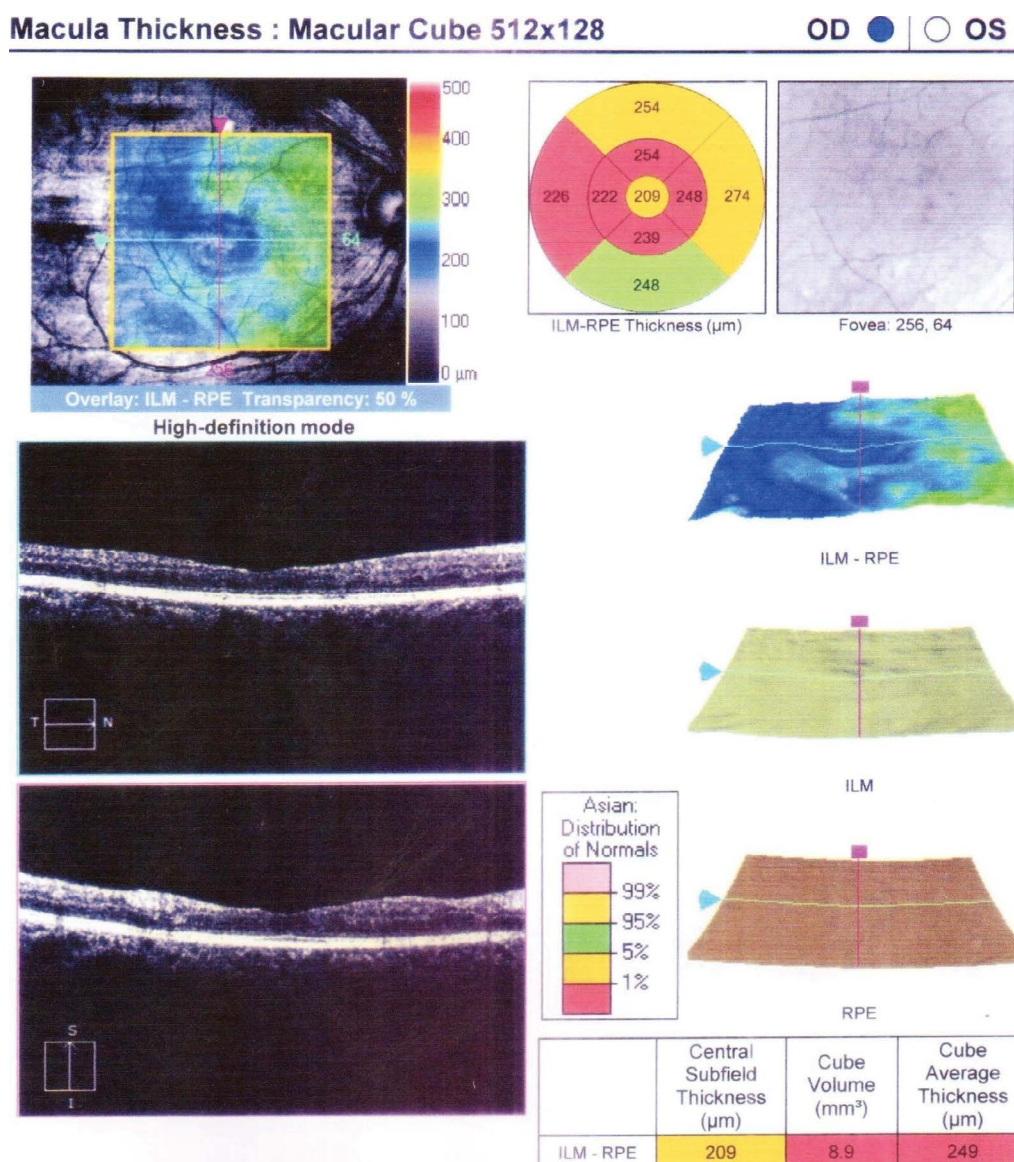 Macula Thickness : Macular Cube 512x128
OD
OS
500
400
300
200
100
0 µm
64
256
Overlay: ILM - RPE Transparency: 50 %
254
254
226
222
209
248
274
239
248
ILM-RPE Thickness (µm)
Fovea: 256, 64
High-definition mode
T
N
S
I
ILM - RPE
ILM
RPE
Asian:
Distribution
of Normals
99%
95%
5%
1%
Central Subfield Thickness (µm)
Cube Volume (mm³)
Cube Average Thickness (µm)
ILM - RPE
209
8.9
249